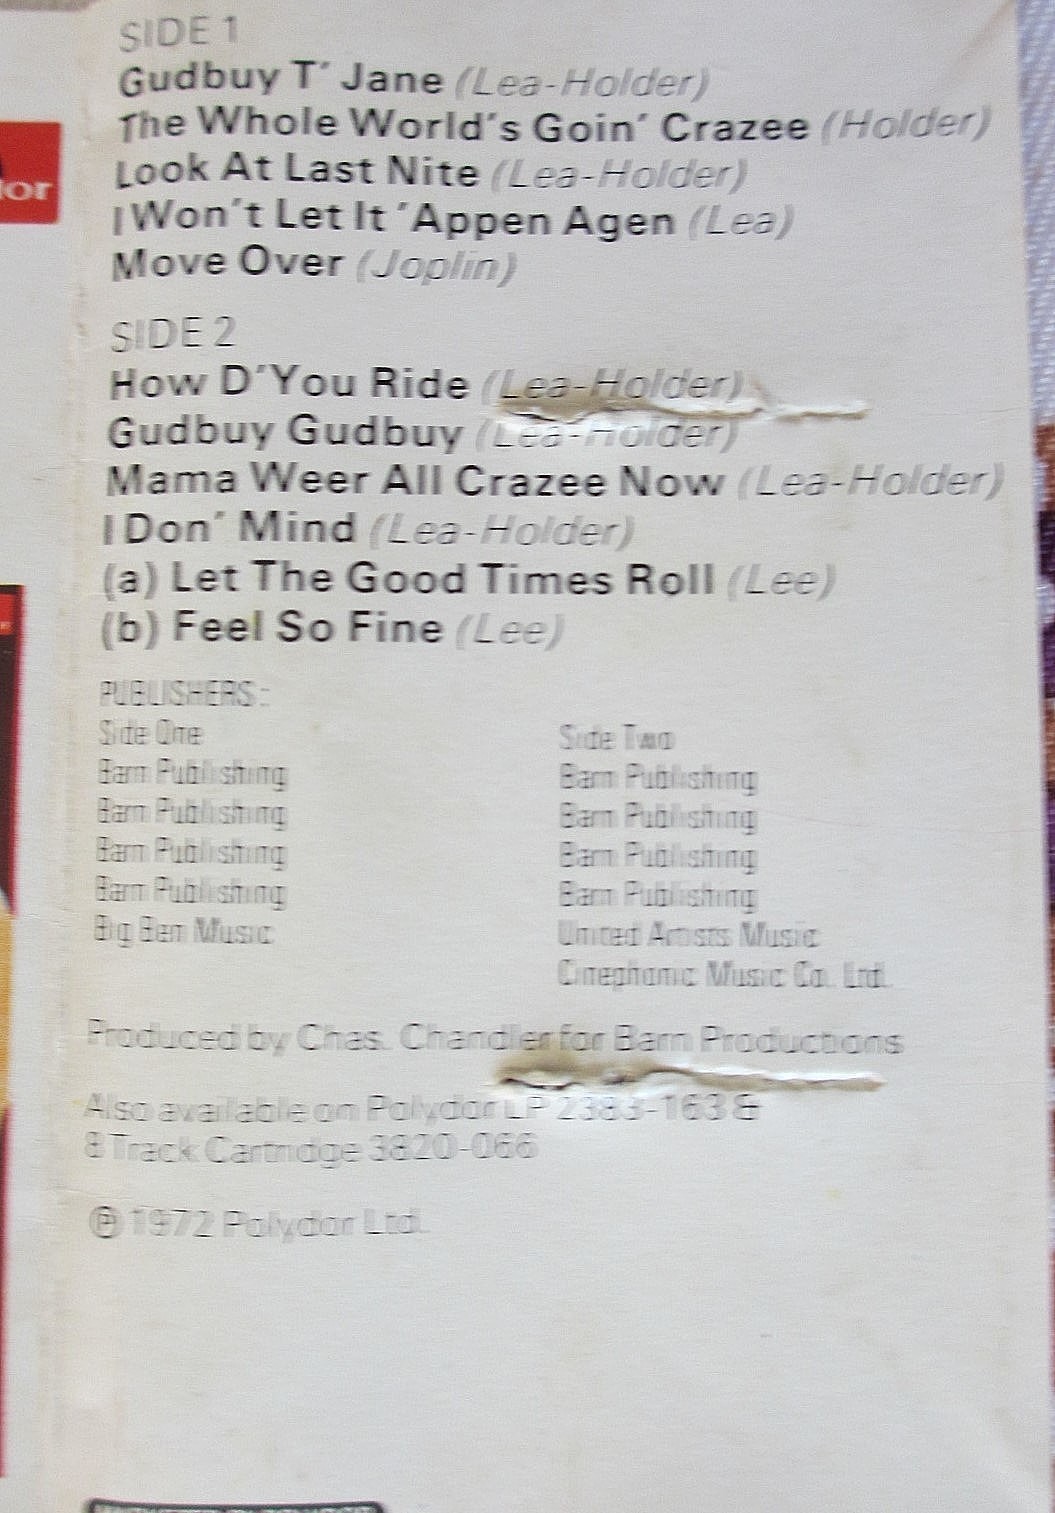 SIDE 1
Gudbuy T' Jane (Lea-Holder)
The Whole World's Goin' Crazee (Holder)
Look At Last Nite (Lea-Holder)
I Won't Let It 'Appen Agen (Lea)
Move Over (Joplin)
SIDE 2
How D'You Ride (Lea-Holder)
Gudbuy Gudbuy (Lea-Holder)
Mama Weer All Crazee Now (Lea-Holder)
I Don' Mind (Lea-Holder)
(a) Let The Good Times Roll (Lee)
(b) Feel So Fine (Lee)
PUBLISHERS:
Side One
Barn Publishing
Barn Publishing
Barn Publishing
Barn Publishing
Big Ben Music
Side Two
Barn Publishing
Barn Publishing
Barn Publishing
Barn Publishing
United Artists Music
Cinephonic Music Co. Ltd.
Produced by Chas. Chandler for Barn Productions
Also available on Polydor LP 2383-163 &
8 Track Cartridge 3820-066
℗ 1972 Polydor Ltd.